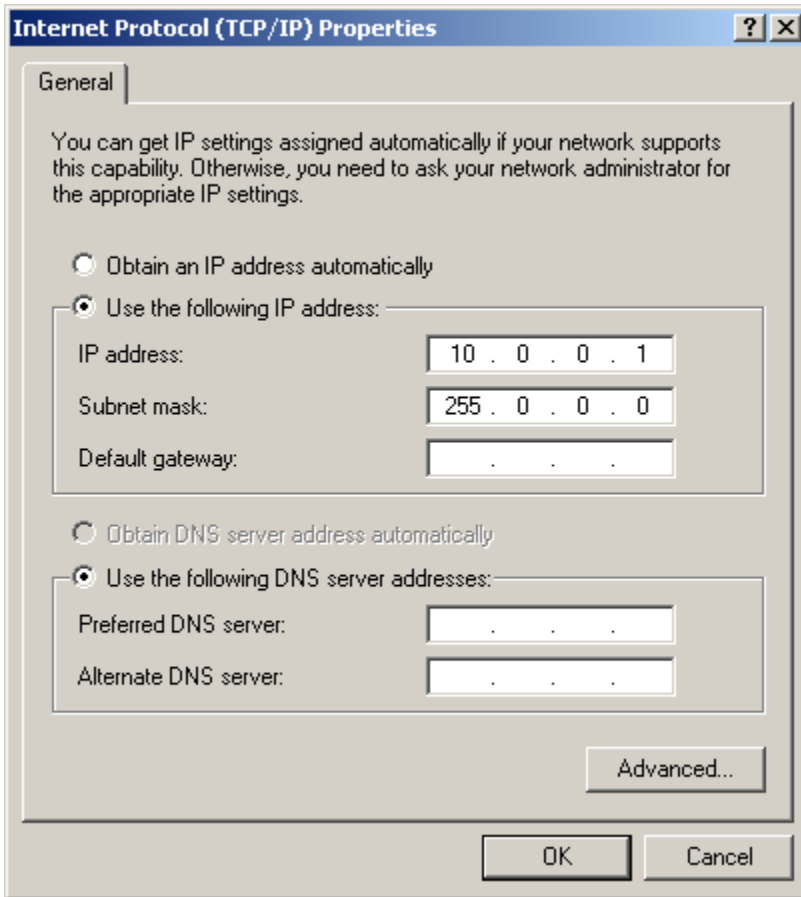 Internet Protocol (TCP/IP) Properties
General
You can get IP settings assigned automatically if your network supports
this capability. Otherwise, you need to ask your network administrator for
the appropriate IP settings.
Obtain an IP address automatically
Use the following IP address:
IP address: 10 . 0 . 0 . 1
Subnet mask: 255 . 0 . 0 . 0
Default gateway: . . .
Obtain DNS server address automatically
Use the following DNS server addresses:
Preferred DNS server: . . .
Alternate DNS server: . . .
Advanced...
OK Cancel